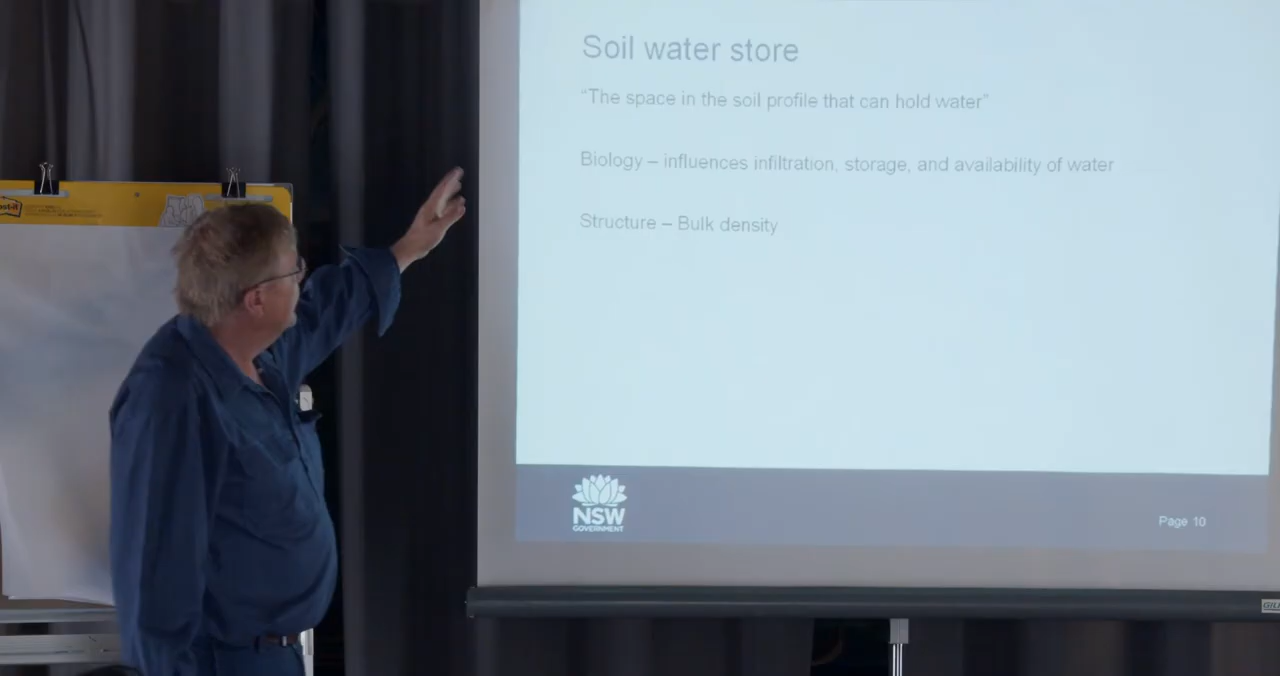 Soil water store
“The space in the soil profile that can hold water”
Biology – influences infiltration, storage, and availability of water
Structure – Bulk density
NSW
GOVERNMENT
Page 10